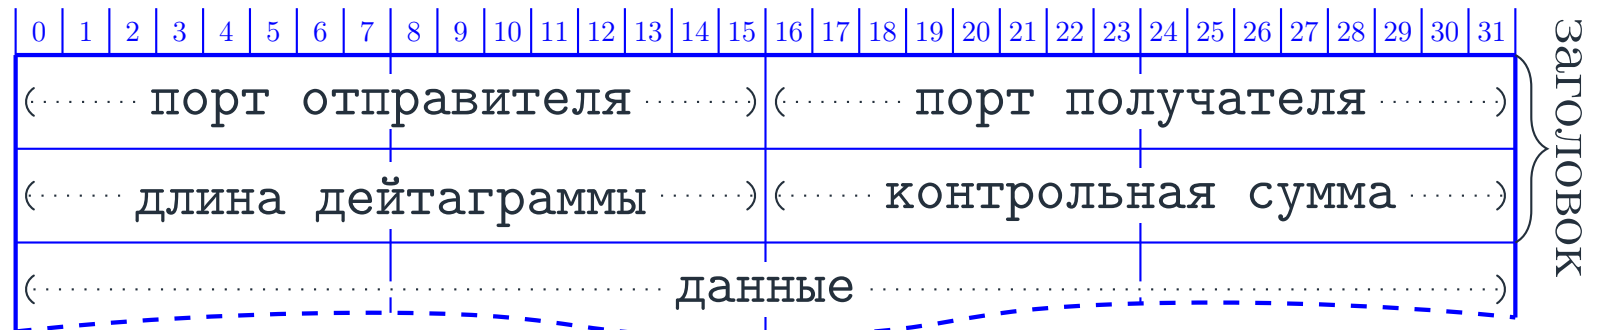 0 1 2 3 4 5 6 7 8 9 10 11 12 13 14 15 16 17 18 19 20 21 22 23 24 25 26 27 28 29 30 31
порт отправителя порт получателя
длина дейтаграммы контрольная сумма
данные
заголовок